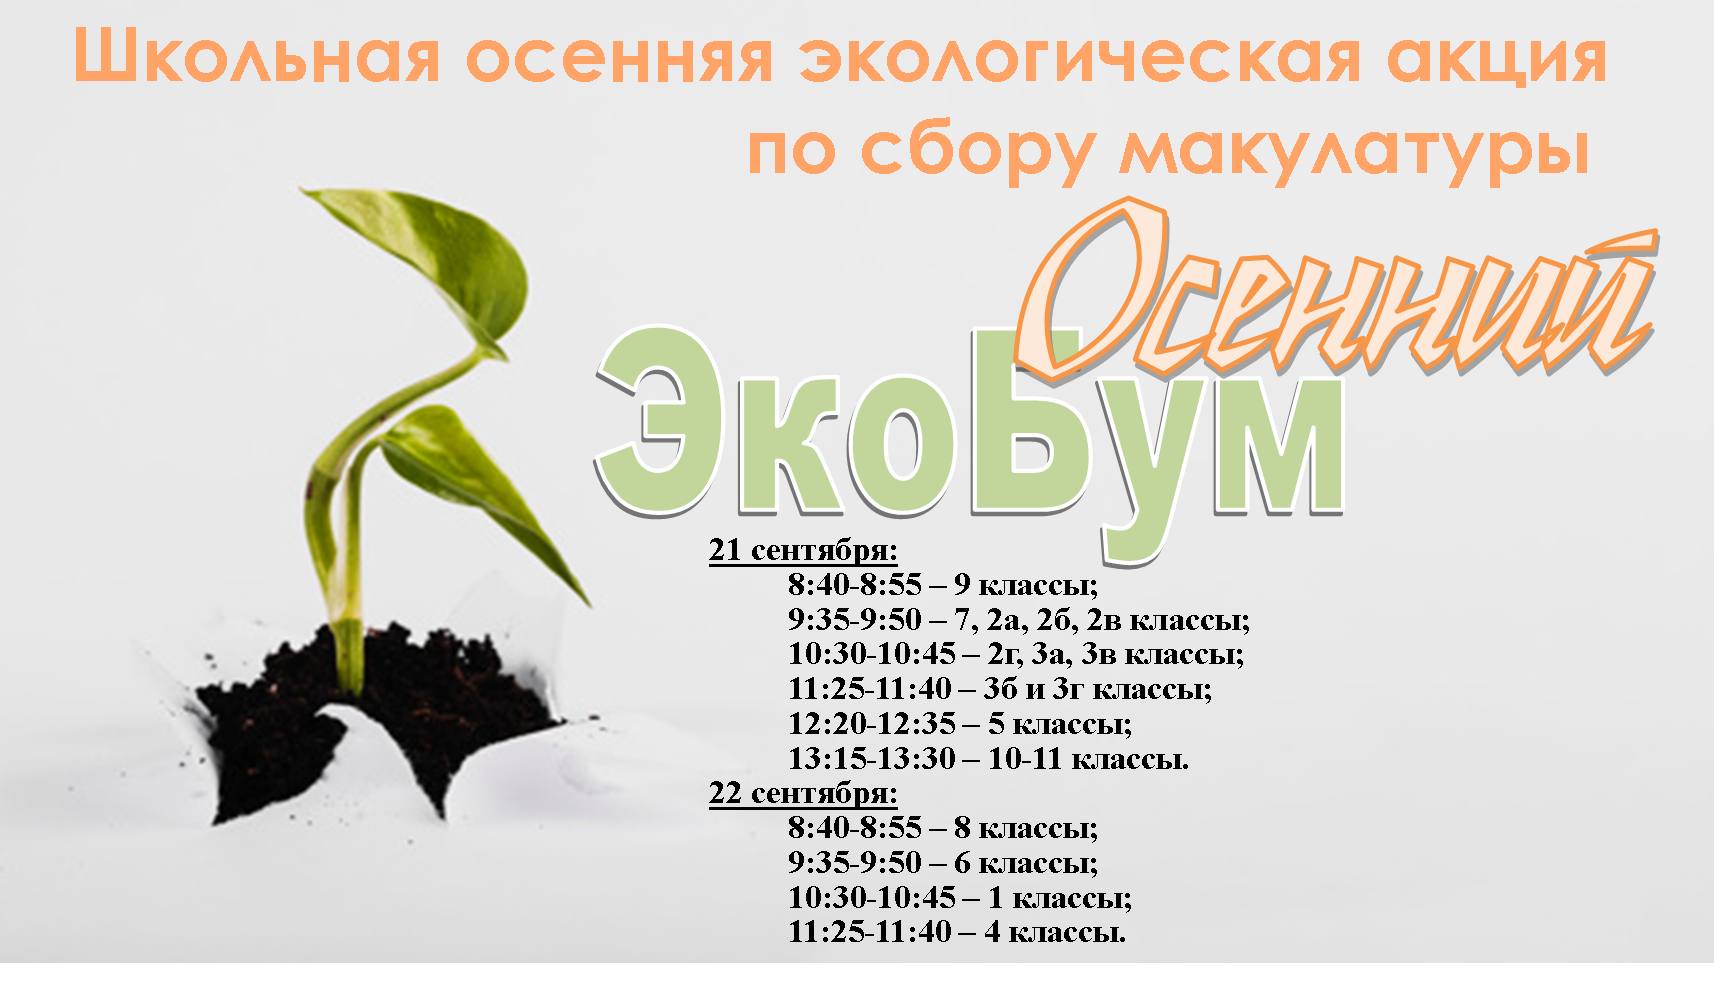 Школьная осенняя экологическая акция
по сбору макулатуры
Осенний
ЭкоБум
21 сентября:
8:40-8:55 – 9 классы;
9:35-9:50 – 7, 2а, 2б, 2в классы;
10:30-10:45 – 2г, 3а, 3в классы;
11:25-11:40 – 3б и 3г классы;
12:20-12:35 – 5 классы;
13:15-13:30 – 10-11 классы.
22 сентября:
8:40-8:55 – 8 классы;
9:35-9:50 – 6 классы;
10:30-10:45 – 1 классы;
11:25-11:40 – 4 классы.